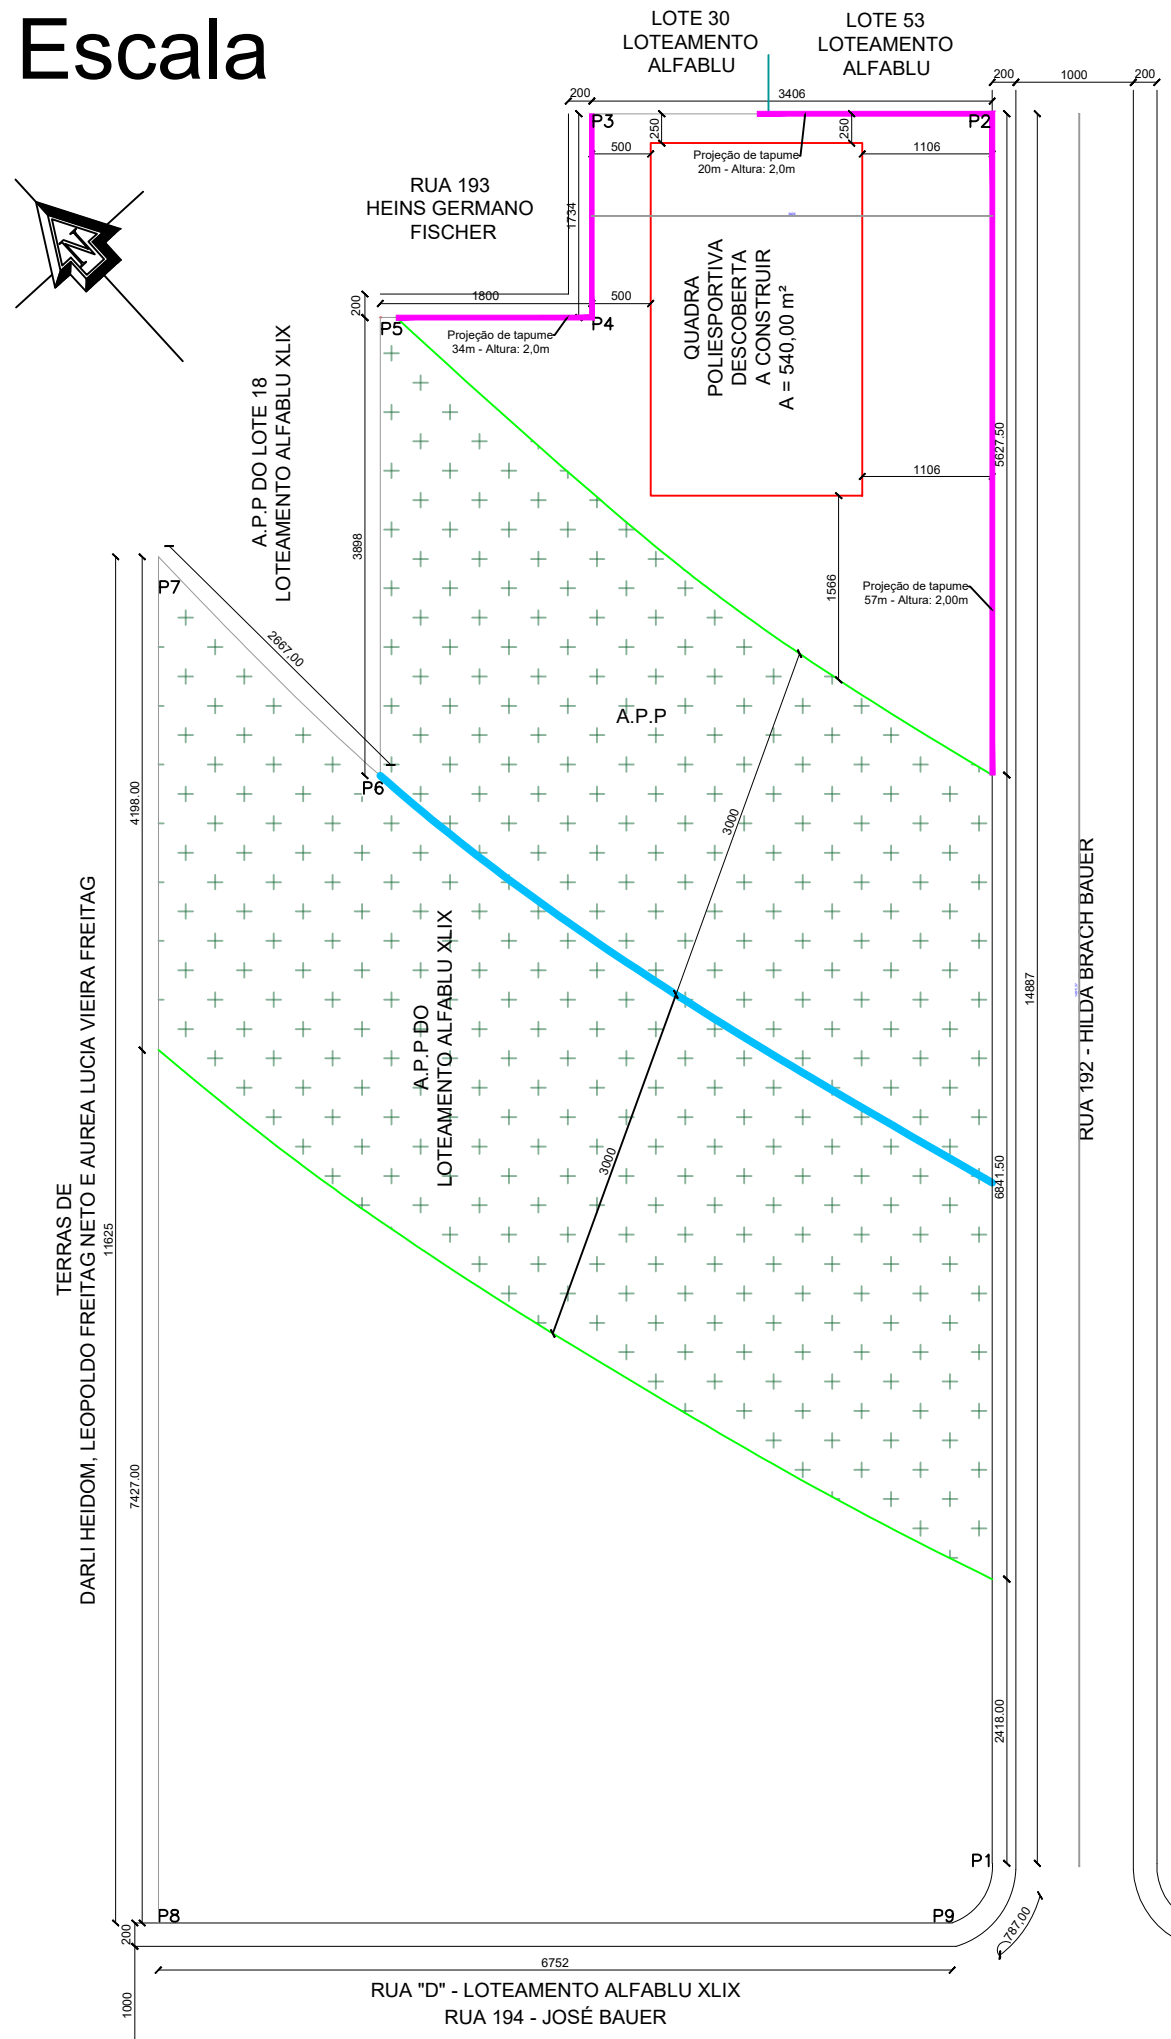 Escala
LOTE 30
LOTEAMENTO
ALFABLU
LOTE 53
LOTEAMENTO
ALFABLU
200
1000
200
200
3406
P3
P2
250
250
500
Projeção de tapume
20m - Altura: 2,0m
1106
RUA 193
HEINS GERMANO
FISCHER
1734
N
QUADRA
POLIESPORTIVA
DESCOBERTA
A CONSTRUIR
A = 540,00 m²
200
1800
500
P5
P4
Projeção de tapume
34m - Altura: 2,0m
A.P.P DO LOTE 18
LOTEAMENTO ALFABLU XLIX
5627.50
1106
3898
1566
Projeção de tapume
57m - Altura: 2,00m
P7
2667.00
A.P.P
P6
4198.00
3000
RUA 192 - HILDA BRACH BAUER
A.P.P DO
LOTEAMENTO ALFABLU XLIX
14887
3000
6841.50
TERRAS DE
DARLI HEIDOM, LEOPOLDO FREITAG NETO E AUREA LUCIA VIEIRA FREITAG
11625
7427.00
2418.00
P1
P8
P9
200
787.00
6752
1000
RUA "D" - LOTEAMENTO ALFABLU XLIX
RUA 194 - JOSÉ BAUER